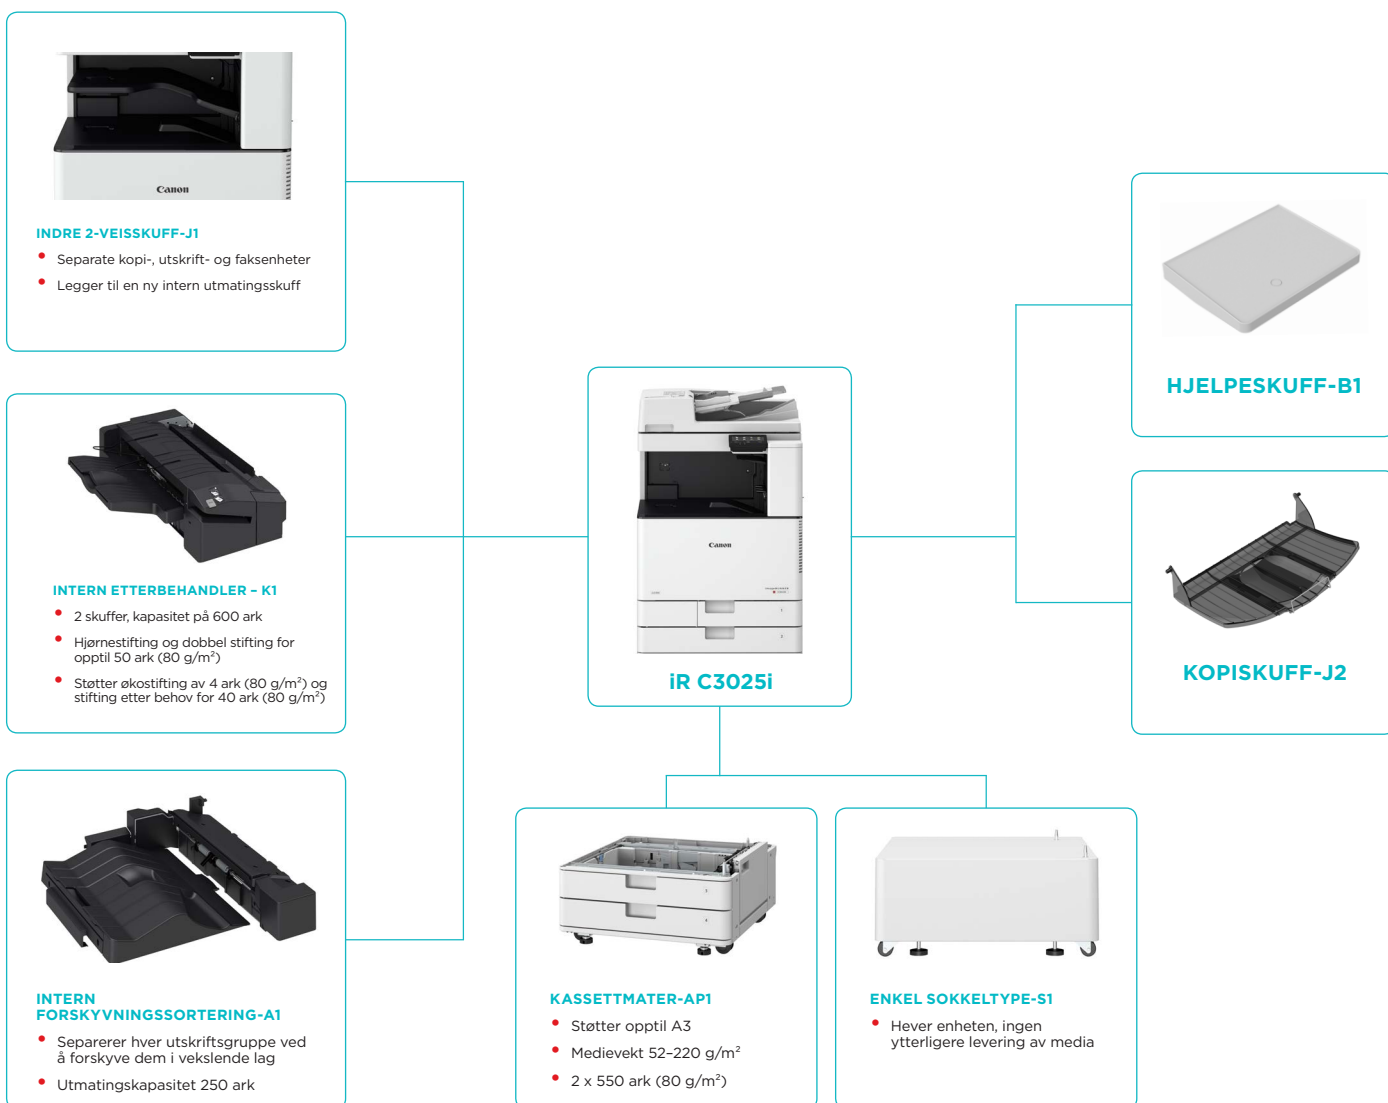 Canon
INDRE 2-VEISSKUFF-J1
• Separate kopi-, utskrift- og faksenheter
• Legger til en ny intern utmatingsskuff
INTERN ETTERBEHANDLER – K1
• 2 skuffer, kapasitet på 600 ark
• Hjørnestifting og dobbel stifting for
opptil 50 ark (80 g/m²)
• Støtter økostifting av 4 ark (80 g/m²) og
stifting etter behov for 40 ark (80 g/m²)
INTERN
FORSKYVNINGSSORTERING-A1
• Separerer hver utskriftsgruppe ved
å forskyve dem i vekslende lag
• Utmatingskapasitet 250 ark
Canon
iR C3025i
KASSETTMATER-AP1
• Støtter opptil A3
• Medievekt 52–220 g/m²
• 2 x 550 ark (80 g/m²)
ENKEL SOKKELTYPE-S1
• Hever enheten, ingen
ytterligere levering av media
HJELPESKUFF-B1
KOPISKUFF-J2